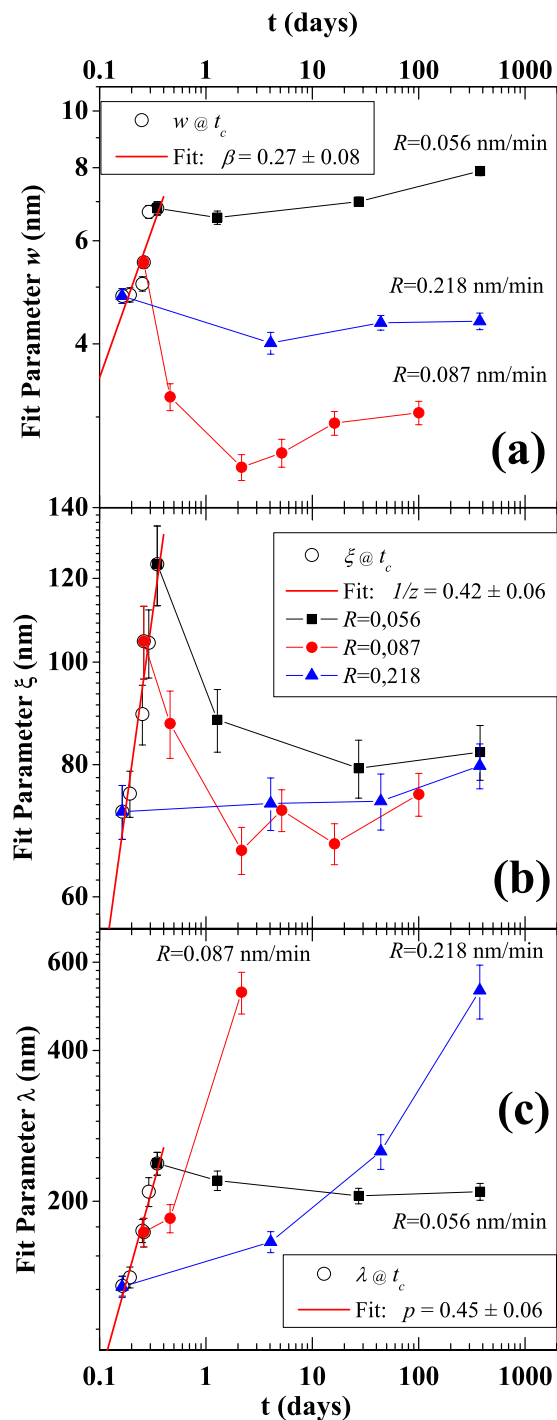 t (days)
0.1 1 10 100 1000
10
8
6
4
Fit Parameter w (nm)
w @ t_c
Fit: β = 0.27 ± 0.08
R=0.056 nm/min
R=0.218 nm/min
R=0.087 nm/min
(a)
140
120
100
80
60
Fit Parameter ξ (nm)
ξ @ t_c
Fit: 1/z = 0.42 ± 0.06
R=0,056
R=0,087
R=0,218
(b)
R=0.087 nm/min
R=0.218 nm/min
600
400
200
Fit Parameter λ (nm)
(c)
R=0.056 nm/min
λ @ t_c
Fit: p = 0.45 ± 0.06
0.1 1 10 100 1000
t (days)